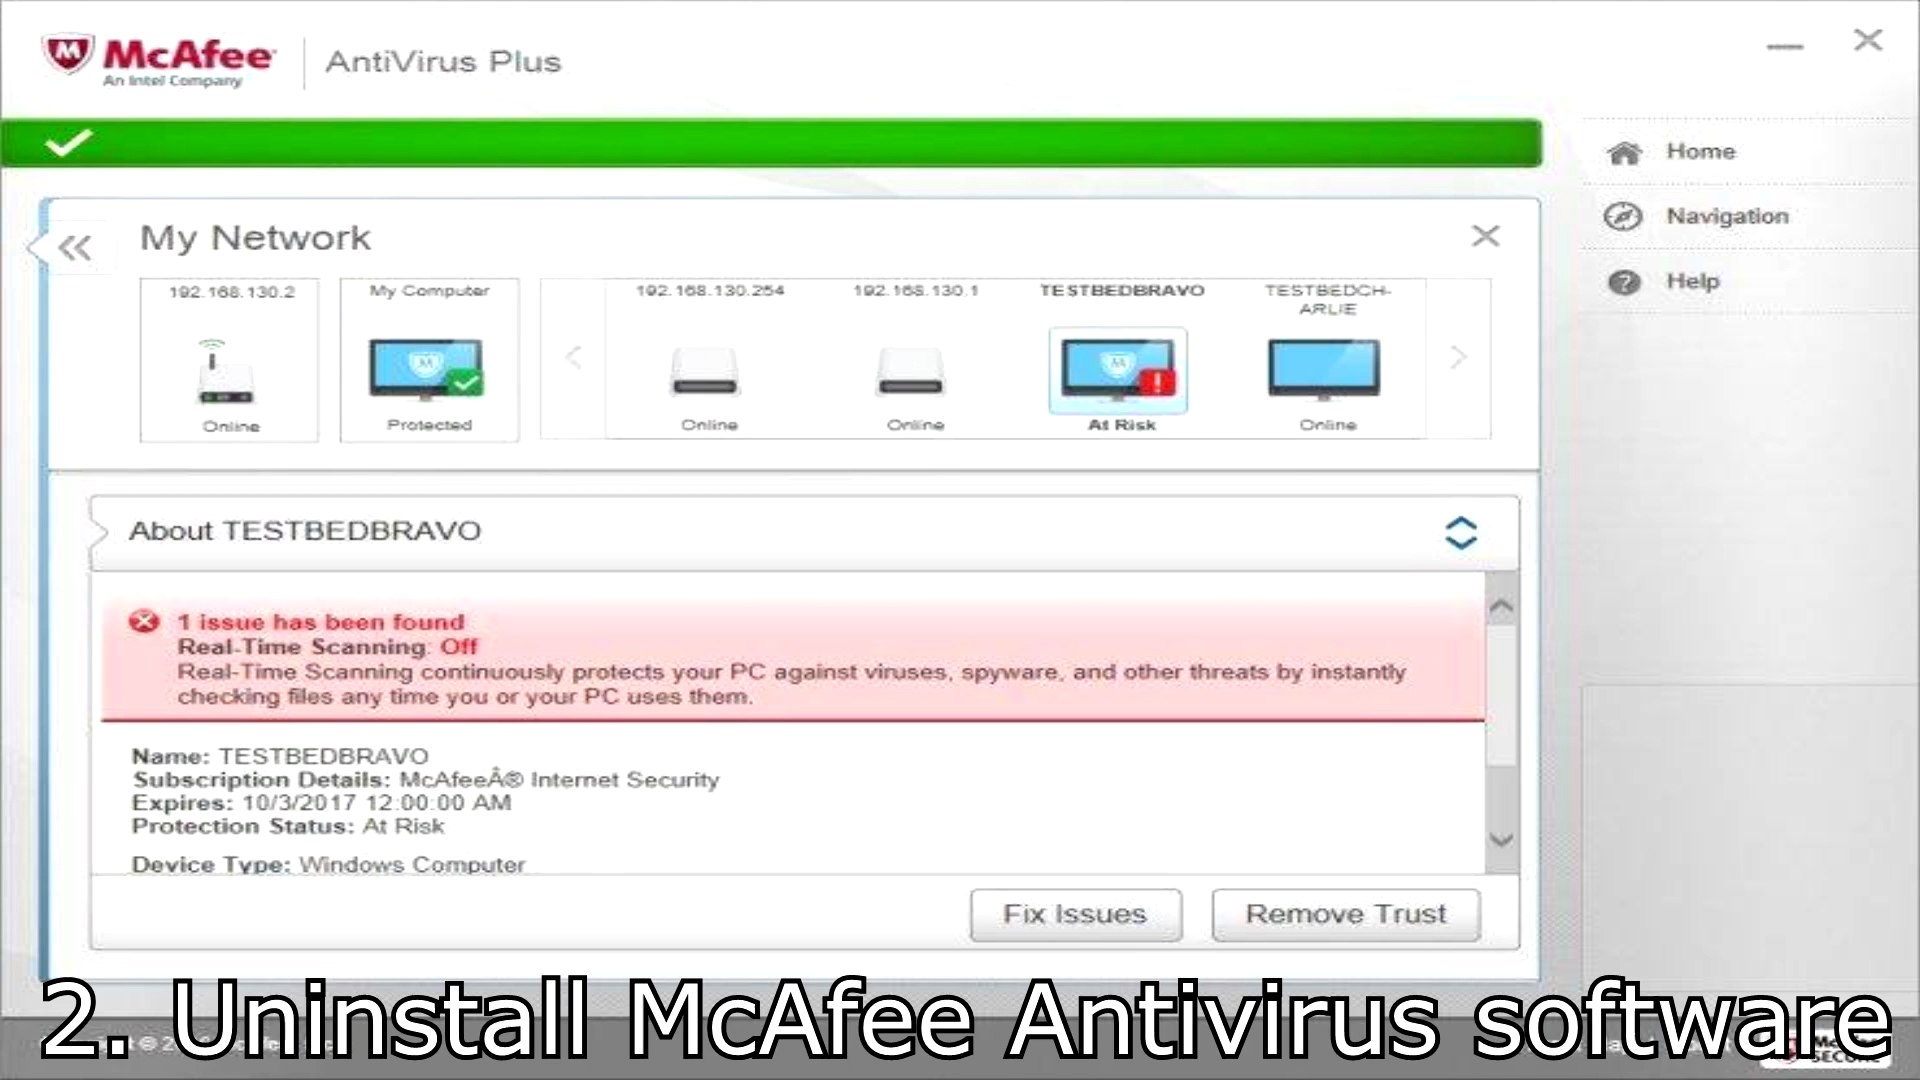 McAfee
An Intel Company
AntiVirus Plus
Home
Navigation
Help
My Network
192.168.130.2
My Computer
192.168.130.254
192.168.130.1
TESTBEDBRAVO
TESTBEDCH-
ARLIE
Online
Protected
Online
Online
At Risk
Online
About TESTBEDBRAVO
1 issue has been found
Real-Time Scanning: Off
Real-Time Scanning continuously protects your PC against viruses, spyware, and other threats by instantly
checking files any time you or your PC uses them.
Name: TESTBEDBRAVO
Subscription Details: McAfeeÂ® Internet Security
Expires: 10/3/2017 12:00:00 AM
Protection Status: At Risk
Device Type: Windows Computer
Fix Issues
Remove Trust
2. Uninstall McAfee Antivirus software